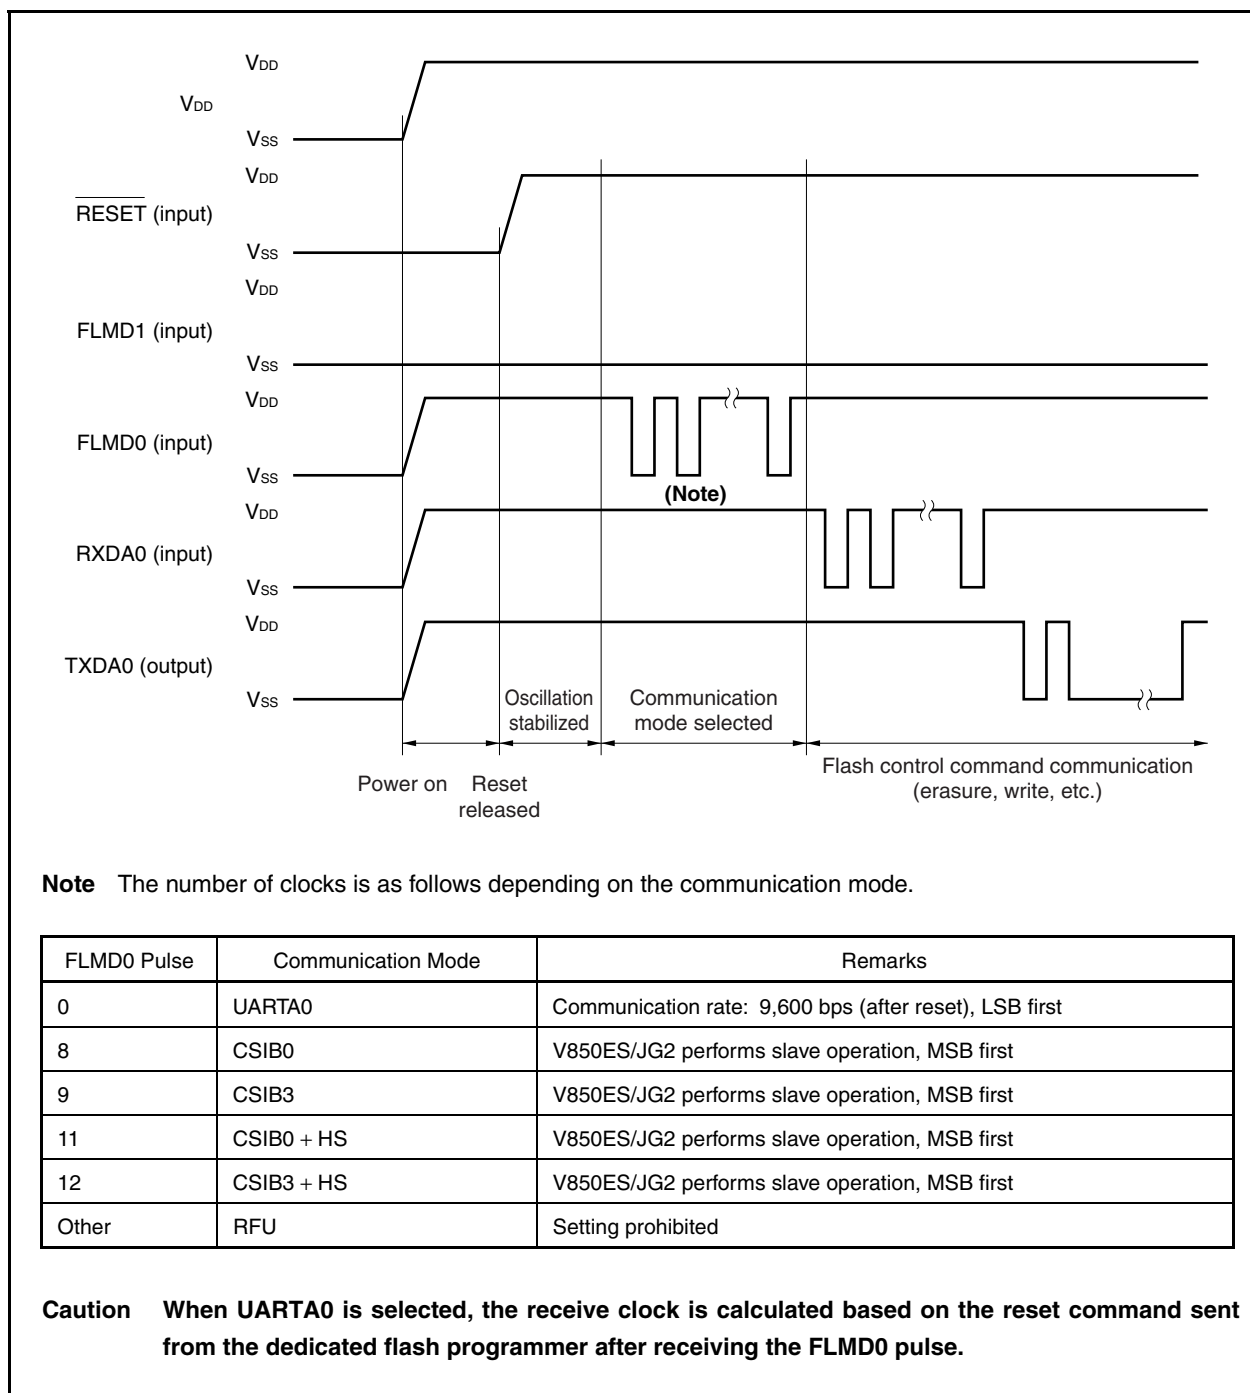 VDD
VDD
VSS
VDD
RESET (input)
VSS
VDD
FLMD1 (input)
VSS
VDD
FLMD0 (input)
VSS
(Note)
VDD
RXDA0 (input)
VSS
VDD
TXDA0 (output)
VSS
Oscillation
stabilized
Communication
mode selected
Power on
Reset
released
Flash control command communication
(erasure, write, etc.)
Note The number of clocks is as follows depending on the communication mode.
FLMD0 Pulse Communication Mode Remarks
0 UARTA0 Communication rate: 9,600 bps (after reset), LSB first
8 CSIB0 V850ES/JG2 performs slave operation, MSB first
9 CSIB3 V850ES/JG2 performs slave operation, MSB first
11 CSIB0 + HS V850ES/JG2 performs slave operation, MSB first
12 CSIB3 + HS V850ES/JG2 performs slave operation, MSB first
Other RFU Setting prohibited
Caution When UARTA0 is selected, the receive clock is calculated based on the reset command sent
from the dedicated flash programmer after receiving the FLMD0 pulse.